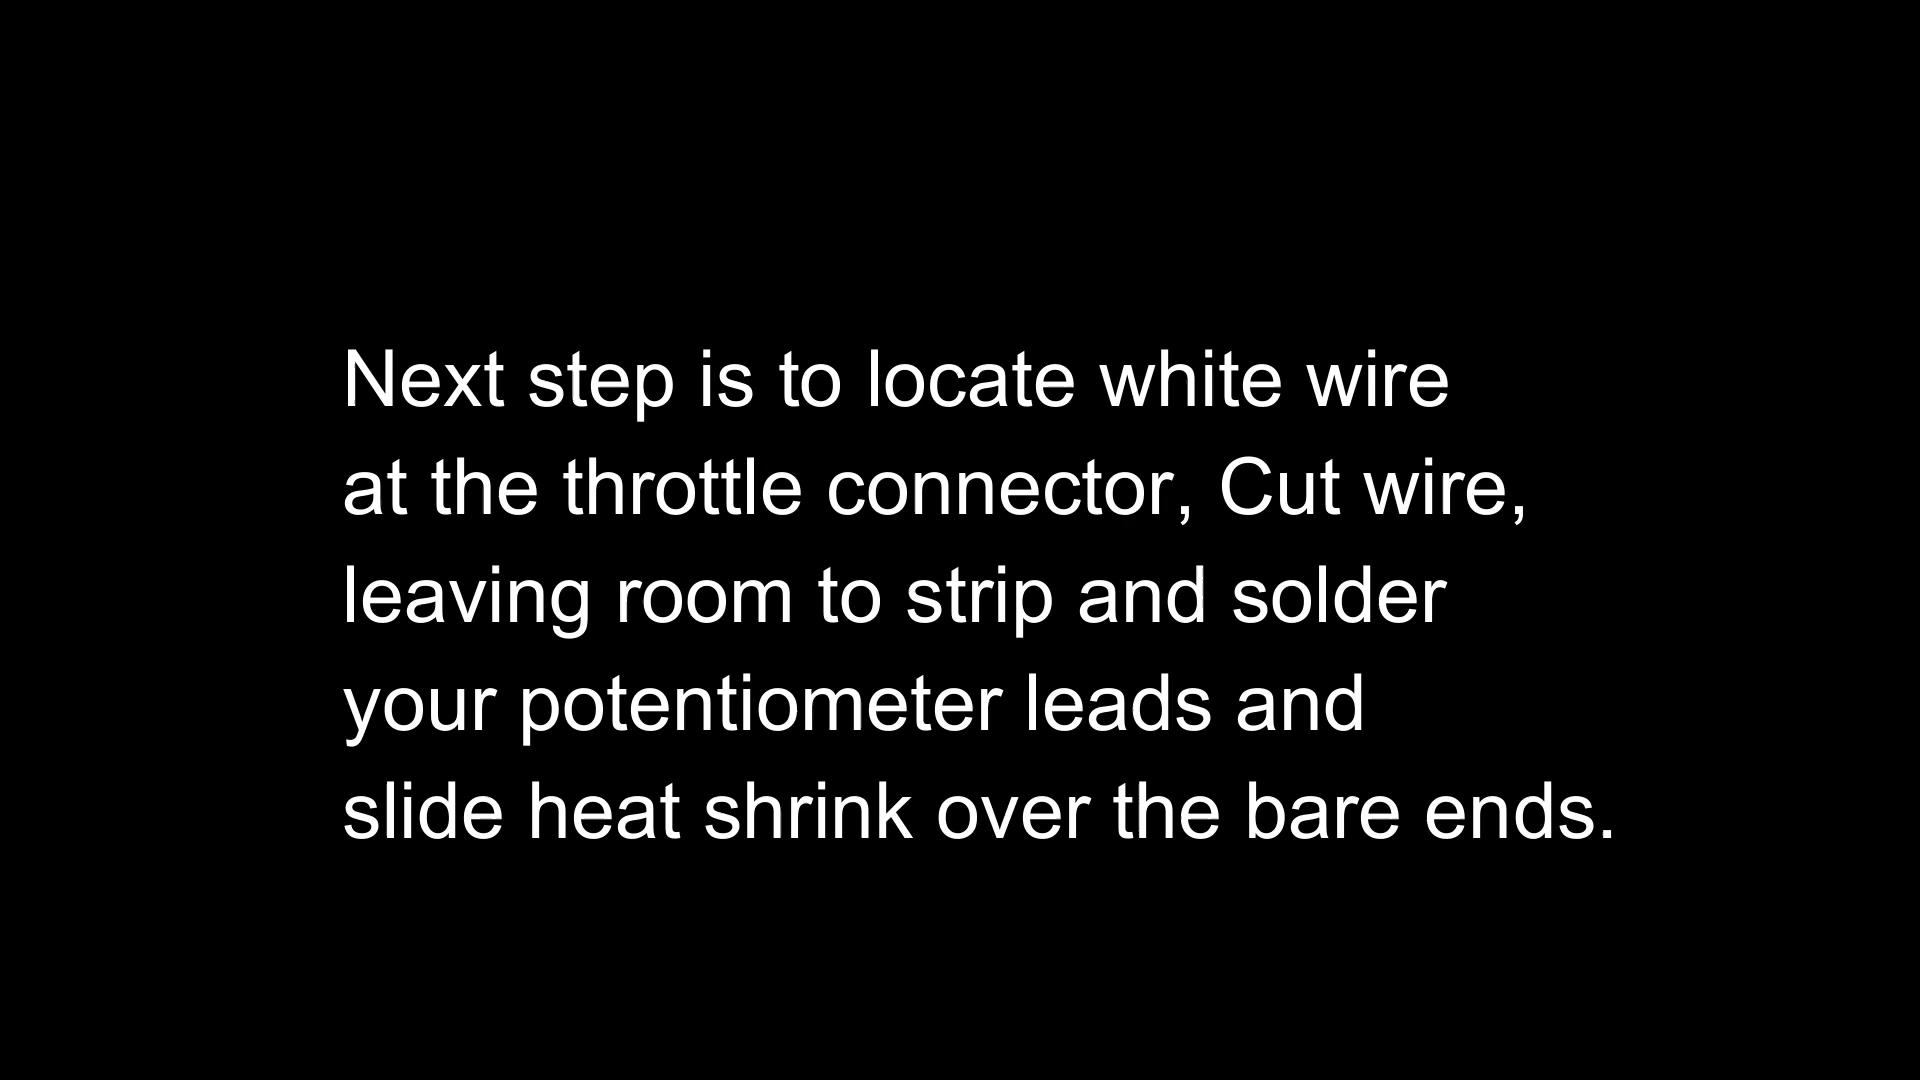 Next step is to locate white wire
at the throttle connector, Cut wire,
leaving room to strip and solder
your potentiometer leads and
slide heat shrink over the bare ends.